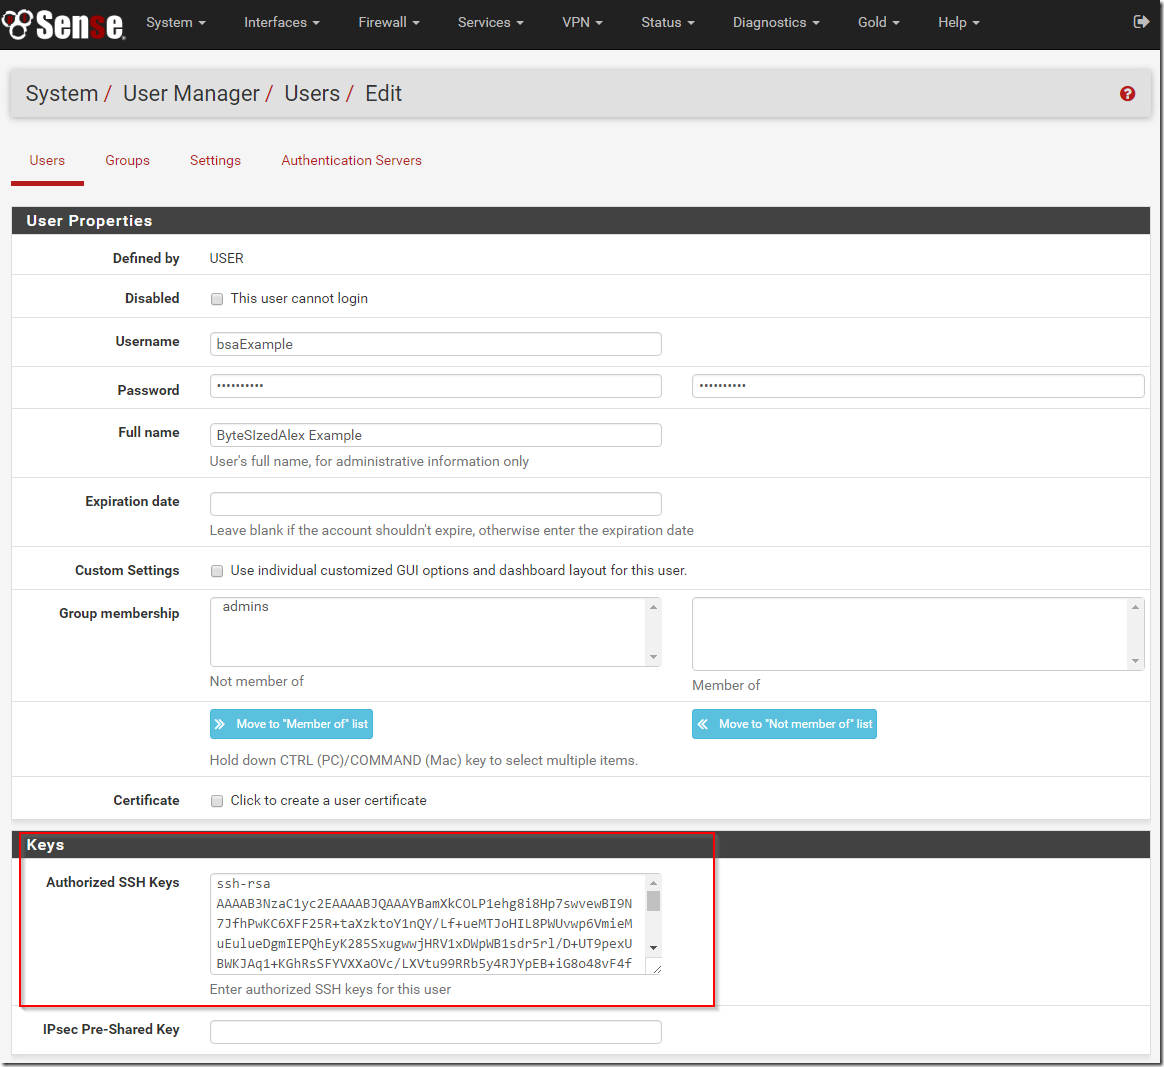 Sense
System Interfaces Firewall Services VPN Status Diagnostics Gold Help
System / User Manager / Users / Edit
Users Groups Settings Authentication Servers
User Properties
Defined by USER
Disabled This user cannot login
Username bsaExample
Password •••••••••• ••••••••••
Full name ByteSIzedAlex Example
User's full name, for administrative information only
Expiration date
Leave blank if the account shouldn't expire, otherwise enter the expiration date
Custom Settings Use individual customized GUI options and dashboard layout for this user.
Group membership admins
Not member of Member of
Move to "Member of" list Move to "Not member of" list
Hold down CTRL (PC)/COMMAND (Mac) key to select multiple items.
Certificate Click to create a user certificate
Keys
Authorized SSH Keys ssh-rsa
AAAAB3NzaC1yc2EAAAABJQAAAYBamXkCOLP1ehg8i8Hp7swvewBI9N
7JfhPwKC6XFF25R+taXzktoY1nQY/Lf+ueMTJoHIL8PWUvwp6VmieM
uEulueDgmIEPQhEyK285SxugwwjHRV1xDWpWB1sdr5rl/D+UT9pexU
BWKJAq1+KGhRsSFYVXXaOVc/LXVtu99RRb5y4RJYpEB+iG8o48vF4f
Enter authorized SSH keys for this user
IPsec Pre-Shared Key